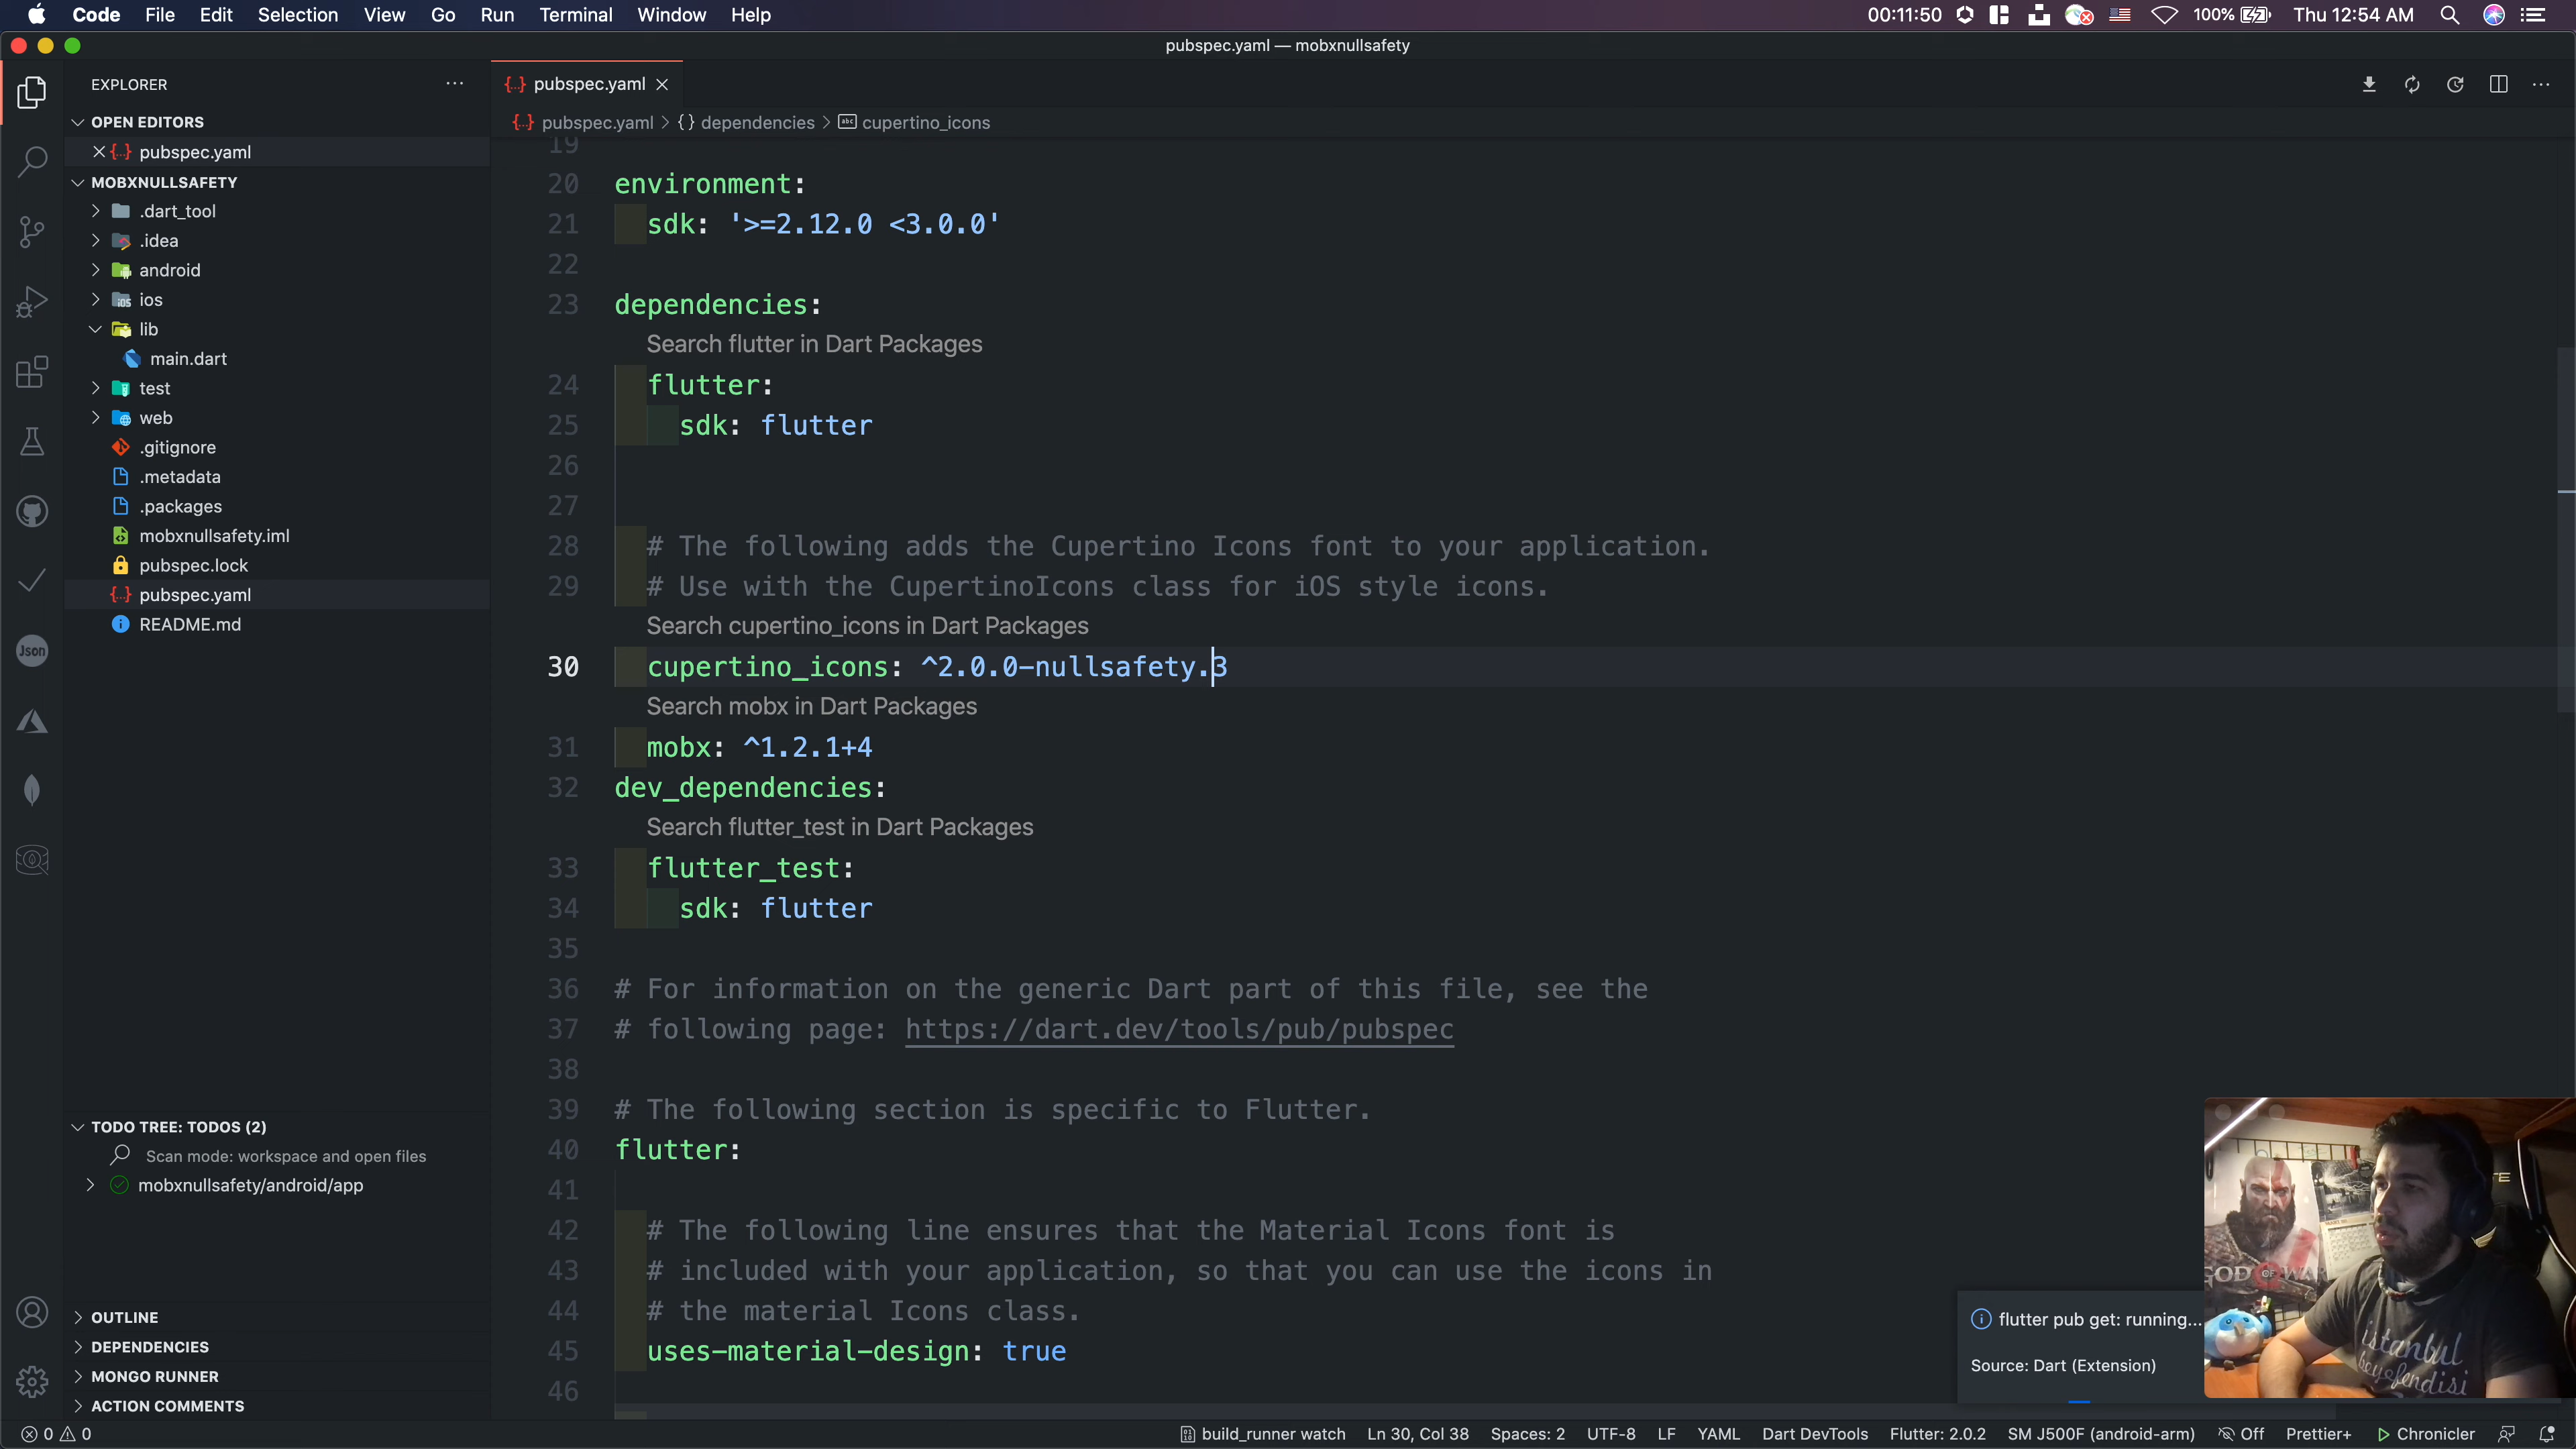 Code File Edit Selection View Go Run Terminal Window Help
00:11:50 100% Thu 12:54 AM
pubspec.yaml — mobxnullsafety
EXPLORER
OPEN EDITORS
pubspec.yaml
MOBXNULLSAFETY
.dart_tool
.idea
android
ios
lib
main.dart
test
web
.gitignore
.metadata
.packages
mobxnullsafety.iml
pubspec.lock
pubspec.yaml
README.md
TODO TREE: TODOS (2)
Scan mode: workspace and open files
mobxnullsafety/android/app
OUTLINE
DEPENDENCIES
MONGO RUNNER
ACTION COMMENTS
Json
pubspec.yaml
pubspec.yaml > {} dependencies > abc cupertino_icons
19
20 environment:
21 sdk: '>=2.12.0 <3.0.0'
22
23 dependencies:
Search flutter in Dart Packages
24 flutter:
25 sdk: flutter
26
27
28 # The following adds the Cupertino Icons font to your application.
29 # Use with the CupertinoIcons class for iOS style icons.
Search cupertino_icons in Dart Packages
30 cupertino_icons: ^2.0.0-nullsafety.3
Search mobx in Dart Packages
31 mobx: ^1.2.1+4
32 dev_dependencies:
Search flutter_test in Dart Packages
33 flutter_test:
34 sdk: flutter
35
36 # For information on the generic Dart part of this file, see the
37 # following page: https://dart.dev/tools/pub/pubspec
38
39 # The following section is specific to Flutter.
40 flutter:
41
42 # The following line ensures that the Material Icons font is
43 # included with your application, so that you can use the icons in
44 # the material Icons class.
45 uses-material-design: true
46
flutter pub get: running...
Source: Dart (Extension)
GOD OF WAR
istanbul
beyefendisi
0 0 build_runner watch Ln 30, Col 38 Spaces: 2 UTF-8 LF YAML Dart DevTools Flutter: 2.0.2 SM J500F (android-arm) Off Prettier+ Chronicler